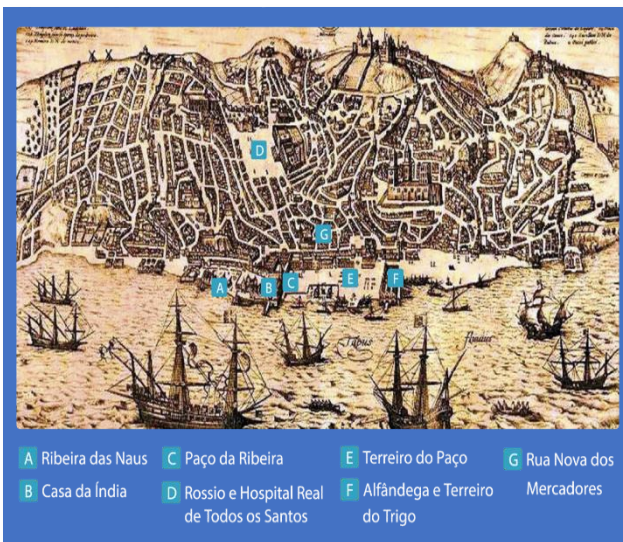 D
G
A
B
C
E
F
Tabus
A Ribeira das Naus
B Casa da Índia
C Paço da Ribeira
D Rossio e Hospital Real
de Todos os Santos
E Terreiro do Paço
F Alfândega e Terreiro
do Trigo
G Rua Nova dos
Mercadores